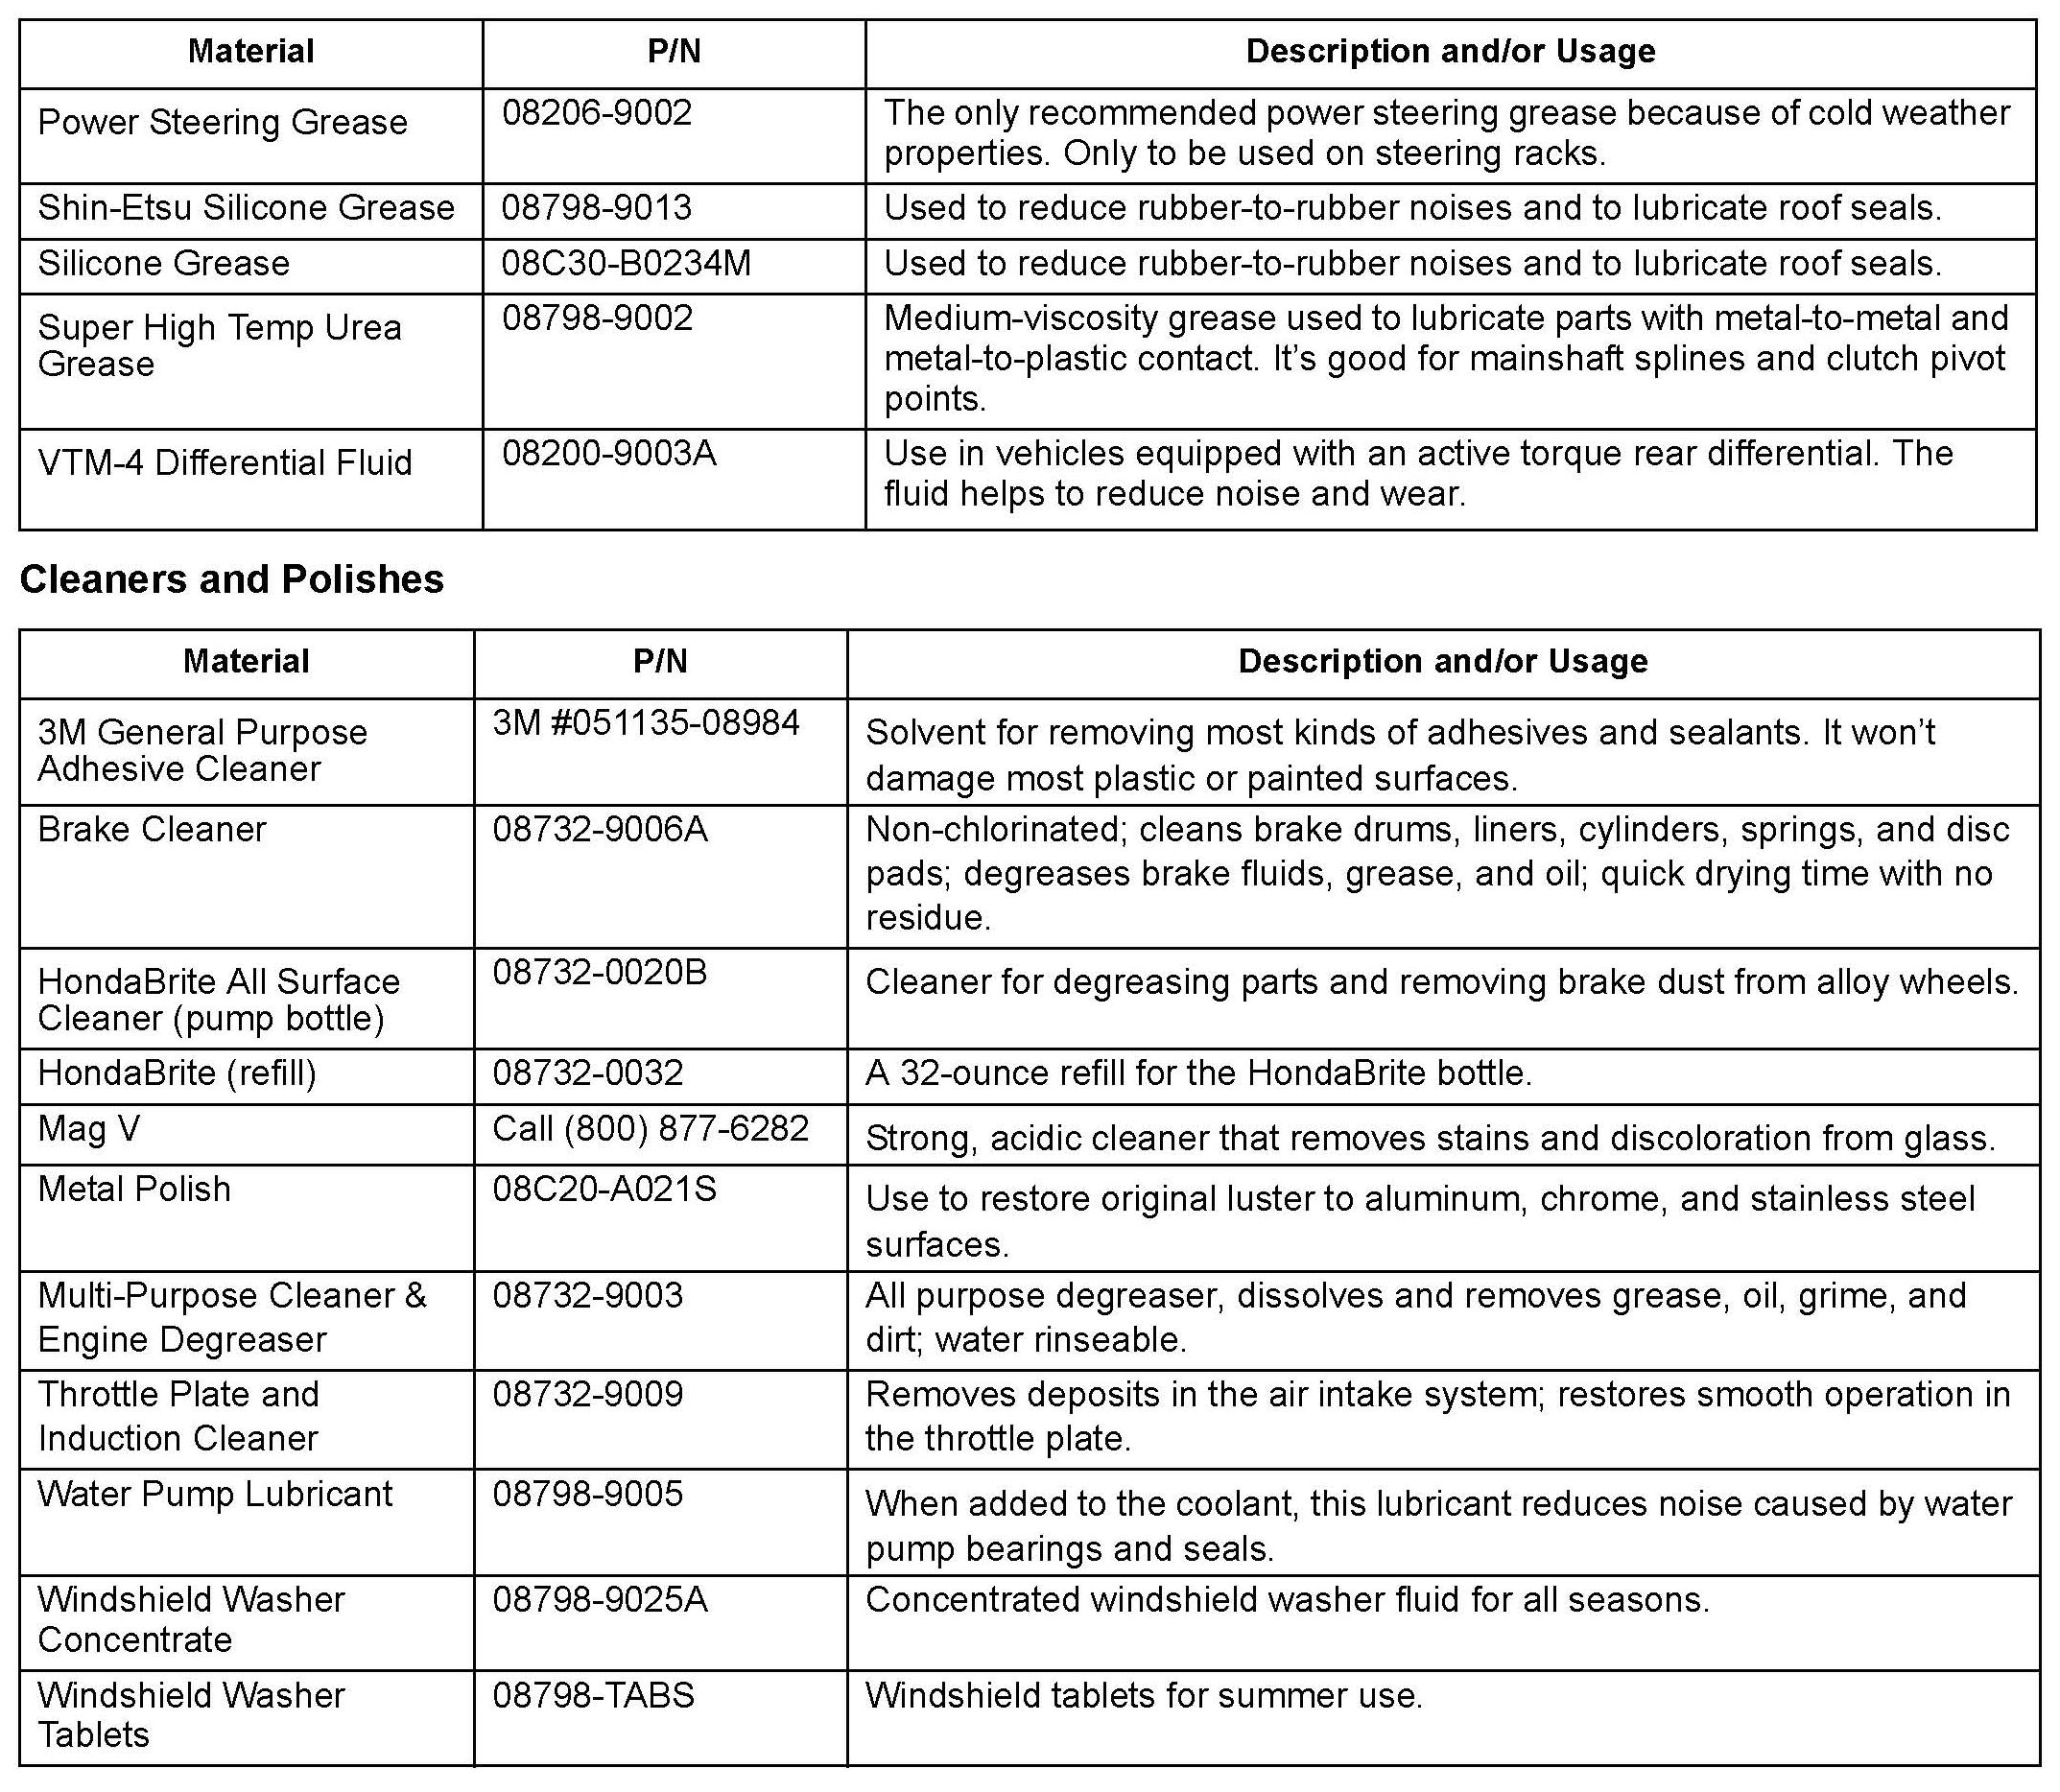 Material P/N Description and/or Usage
Power Steering Grease 08206-9002 The only recommended power steering grease because of cold weather
properties. Only to be used on steering racks.
Shin-Etsu Silicone Grease 08798-9013 Used to reduce rubber-to-rubber noises and to lubricate roof seals.
Silicone Grease 08C30-B0234M Used to reduce rubber-to-rubber noises and to lubricate roof seals.
Super High Temp Urea 08798-9002 Medium-viscosity grease used to lubricate parts with metal-to-metal and
Grease metal-to-plastic contact. It’s good for mainshaft splines and clutch pivot
points.
VTM-4 Differential Fluid 08200-9003A Use in vehicles equipped with an active torque rear differential. The
fluid helps to reduce noise and wear.
Cleaners and Polishes
Material P/N Description and/or Usage
3M General Purpose 3M #051135-08984 Solvent for removing most kinds of adhesives and sealants. It won’t
Adhesive Cleaner damage most plastic or painted surfaces.
Brake Cleaner 08732-9006A Non-chlorinated; cleans brake drums, liners, cylinders, springs, and disc
pads; degreases brake fluids, grease, and oil; quick drying time with no
residue.
HondaBrite All Surface 08732-0020B Cleaner for degreasing parts and removing brake dust from alloy wheels.
Cleaner (pump bottle)
HondaBrite (refill) 08732-0032 A 32-ounce refill for the HondaBrite bottle.
Mag V Call (800) 877-6282 Strong, acidic cleaner that removes stains and discoloration from glass.
Metal Polish 08C20-A021S Use to restore original luster to aluminum, chrome, and stainless steel
surfaces.
Multi-Purpose Cleaner & 08732-9003 All purpose degreaser, dissolves and removes grease, oil, grime, and
Engine Degreaser dirt; water rinseable.
Throttle Plate and 08732-9009 Removes deposits in the air intake system; restores smooth operation in
Induction Cleaner the throttle plate.
Water Pump Lubricant 08798-9005 When added to the coolant, this lubricant reduces noise caused by water
pump bearings and seals.
Windshield Washer 08798-9025A Concentrated windshield washer fluid for all seasons.
Concentrate
Windshield Washer 08798-TABS Windshield tablets for summer use.
Tablets